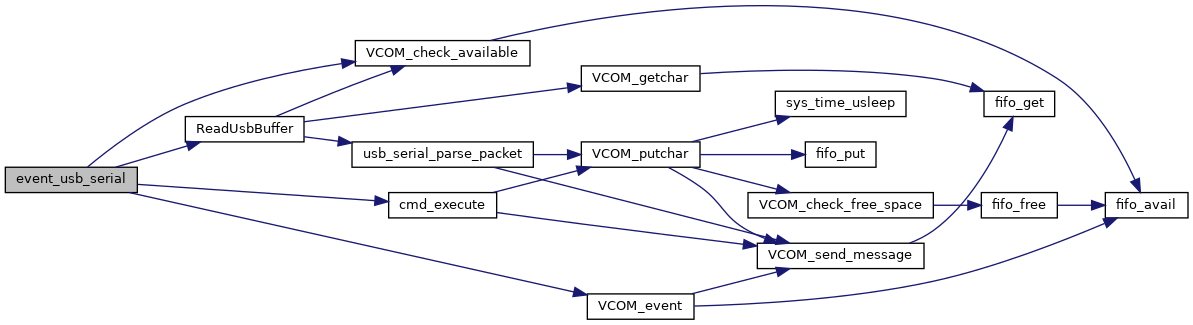 VCOM_check_available
VCOM_getchar
sys_time_usleep
fifo_get
ReadUsbBuffer
usb_serial_parse_packet
VCOM_putchar
fifo_put
event_usb_serial
cmd_execute
VCOM_check_free_space
fifo_free
fifo_avail
VCOM_send_message
VCOM_event